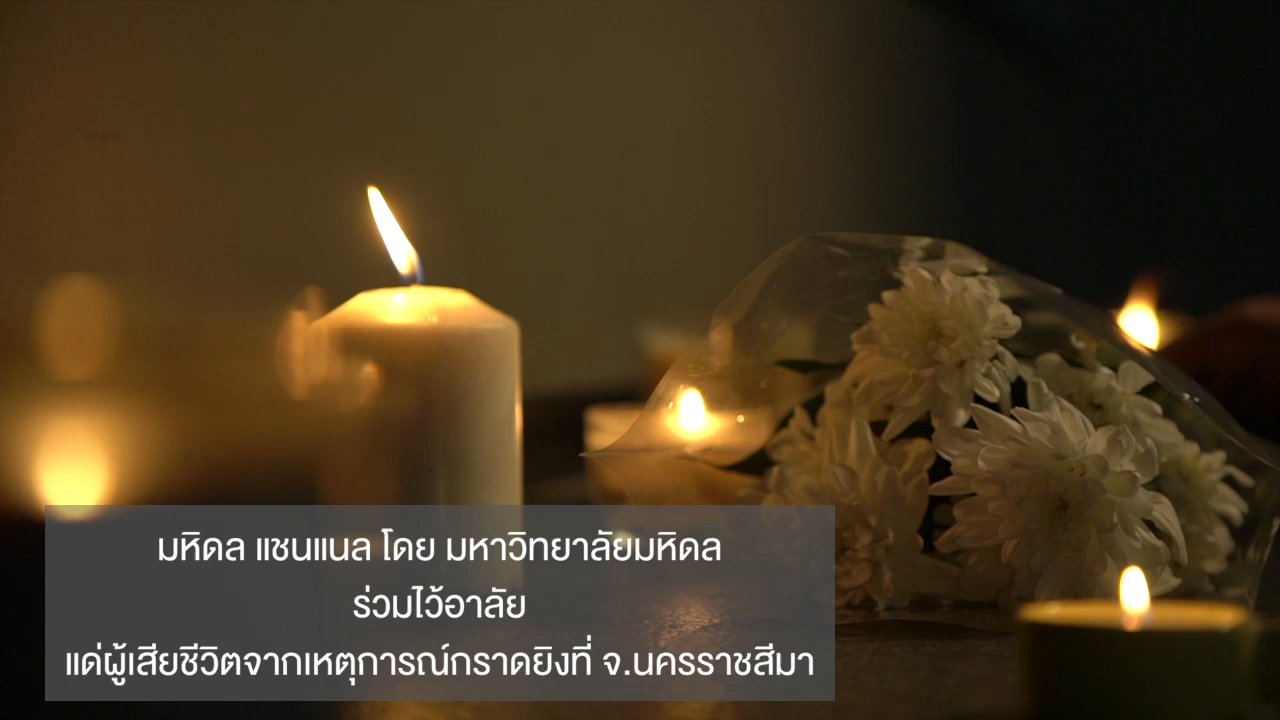 มหิดล แชนแนล โดย มหาวิทยาลัยมหิดล
ร่วมไว้อาลัย
แด่ผู้เสียชีวิตจากเหตุการณ์กราดยิงที่ จ.นครราชสีมา